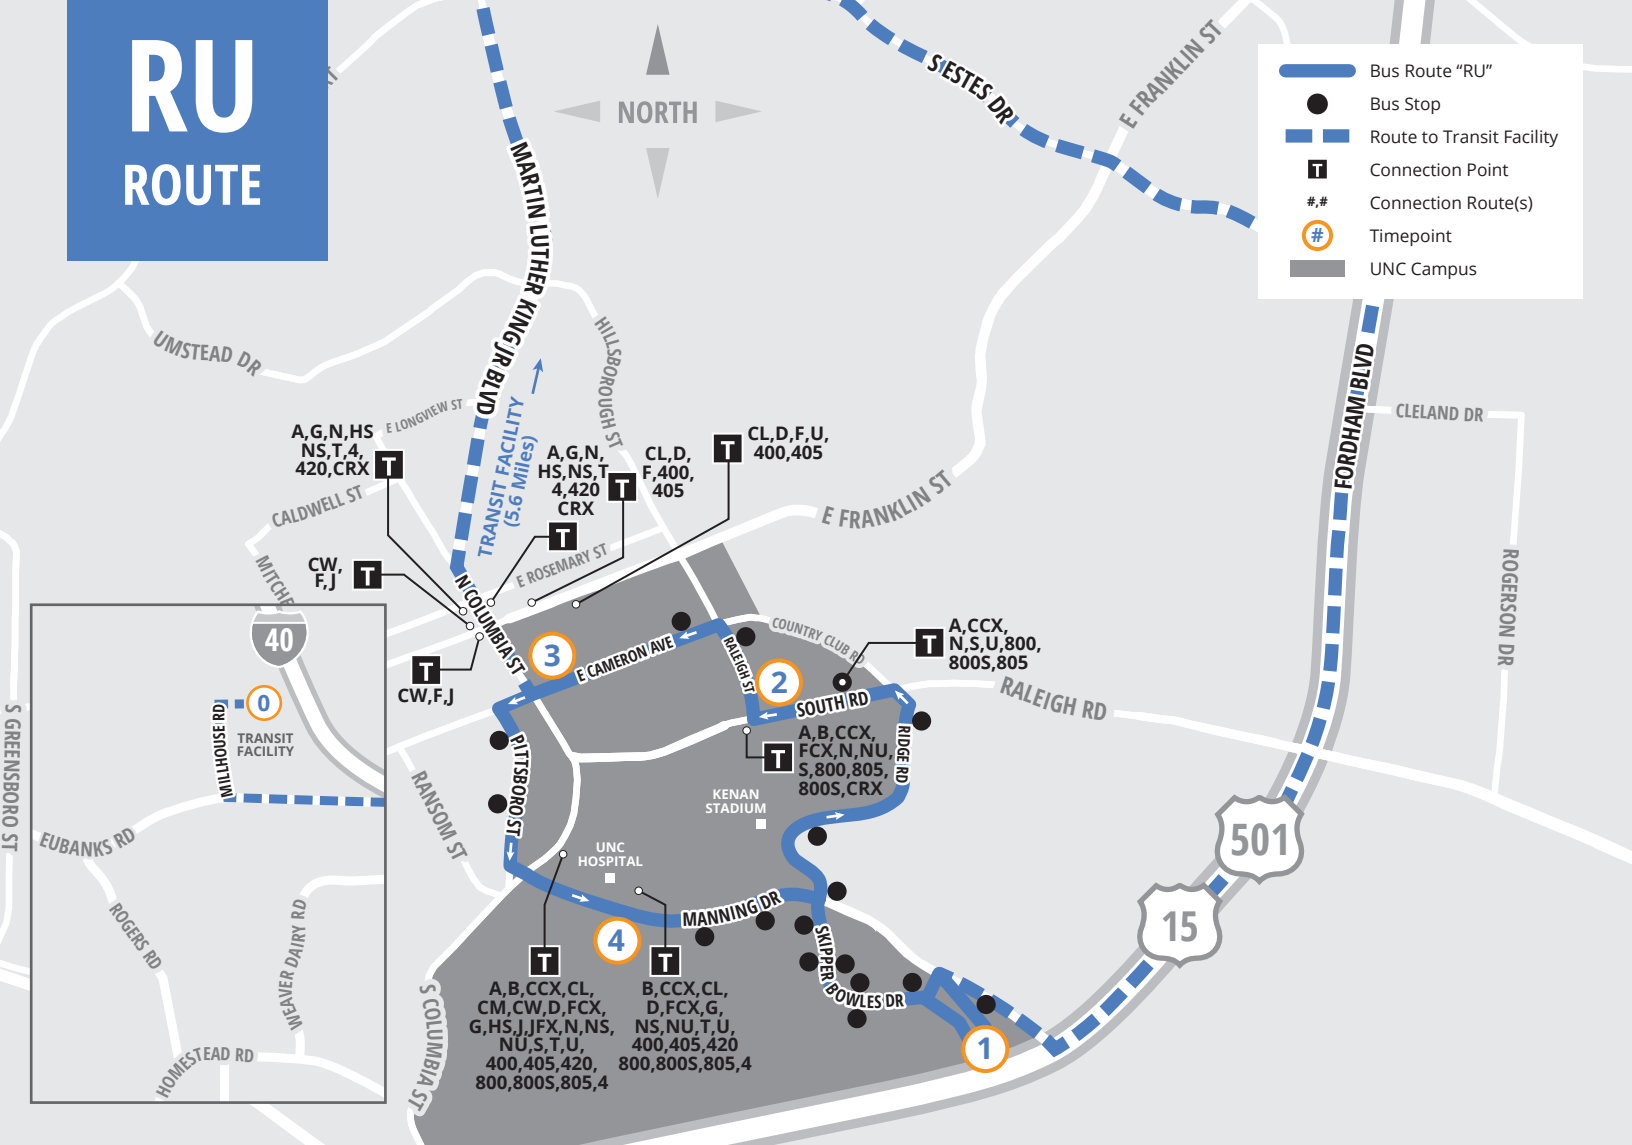 RU
ROUTE
NORTH
S ESTES DR
E FRANKLIN ST
Bus Route “RU”
Bus Stop
Route to Transit Facility
T
Connection Point
#,#
Connection Route(s)
#
Timepoint
UNC Campus
MARTIN LUTHER KING JR BLVD
UMSTEAD DR
HILLSBOROUGH ST
E LONGVIEW ST
TRANSIT FACILITY
(5.6 Miles)
FORDHAM BLVD
CLELAND DR
A,G,N,HS
NS,T,4,
420,CRX
T
A,G,N,
HS,NS,T
4,420
CRX
T
CL,D,
F,400,
405
T
CL,D,F,U,
400,405
T
CALDWELL ST
E FRANKLIN ST
E ROSEMARY ST
MITCHE
CW,
F,J
T
N COLUMBIA ST
T
CW,F,J
3
E CAMERON AVE
RALEIGH ST
COUNTRY CLUB RD
2
SOUTH RD
T
A,CCX,
N,S,U,800,
800S,805
RALEIGH RD
ROGERSON DR
RIDGE RD
T
A,B,CCX,
FCX,N,NU,
S,800,805,
800S,CRX
KENAN
STADIUM
PITTSBORO ST
RANSOM ST
UNC
HOSPITAL
MANNING DR
4
SKIPPER BOWLES DR
1
501
15
T
A,B,CCX,CL,
CM,CW,D,FCX,
G,HS,J,JFX,N,NS,
NU,S,T,U,
400,405,420,
800,800S,805,4
T
B,CCX,CL,
D,FCX,G,
NS,NU,T,U,
400,405,420
800,800S,805,4
S COLUMBIA ST
S GREENSBORO ST
40
0
TRANSIT
FACILITY
MILLHOUSE RD
EUBANKS RD
ROGERS RD
WEAVER DAIRY RD
HOMESTEAD RD